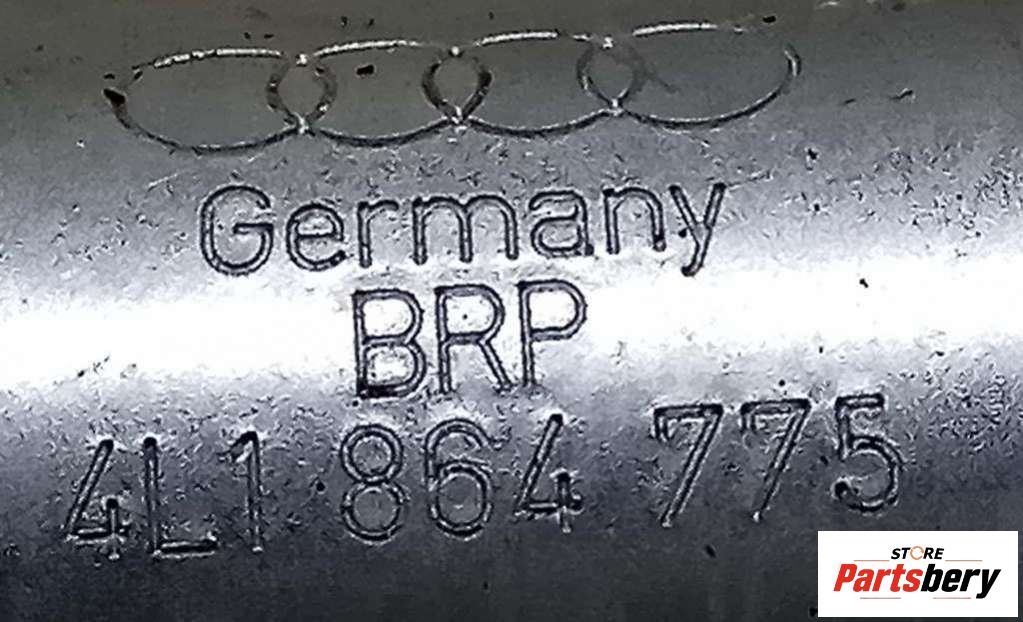 Germany
BRP
4L1 864 775
STORE
Partsbery